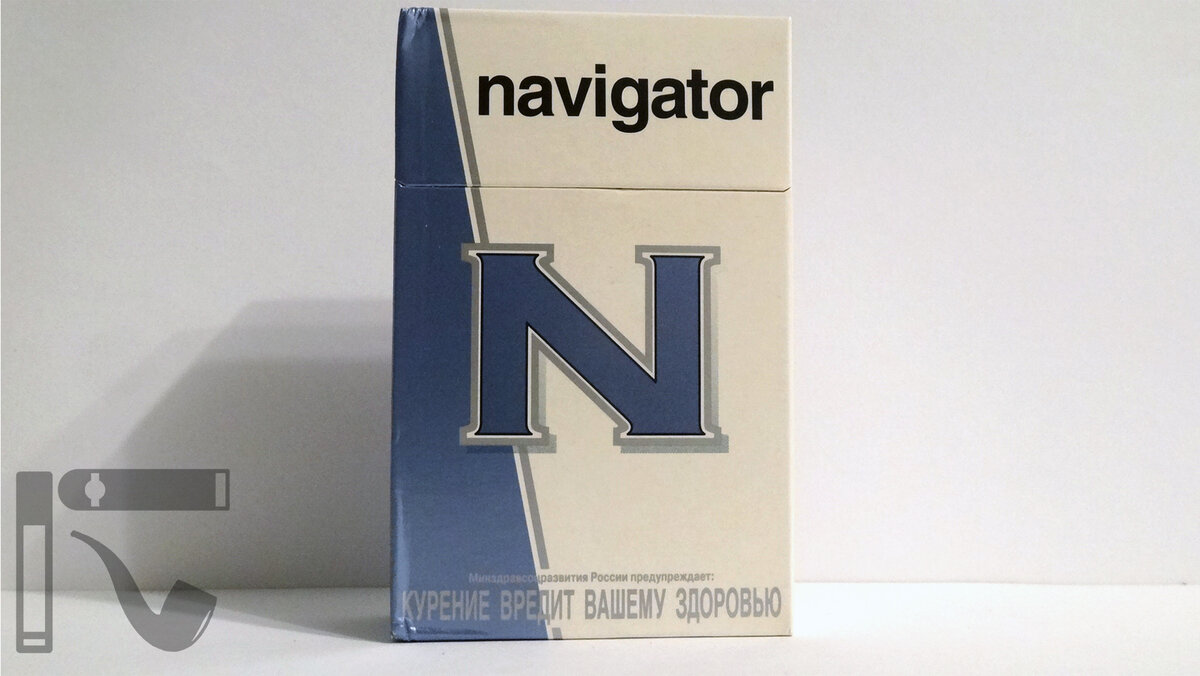 navigator
N
Минздравсоцразвития России предупреждает:
КУРЕНИЕ ВРЕДИТ ВАШЕМУ ЗДОРОВЬЮ